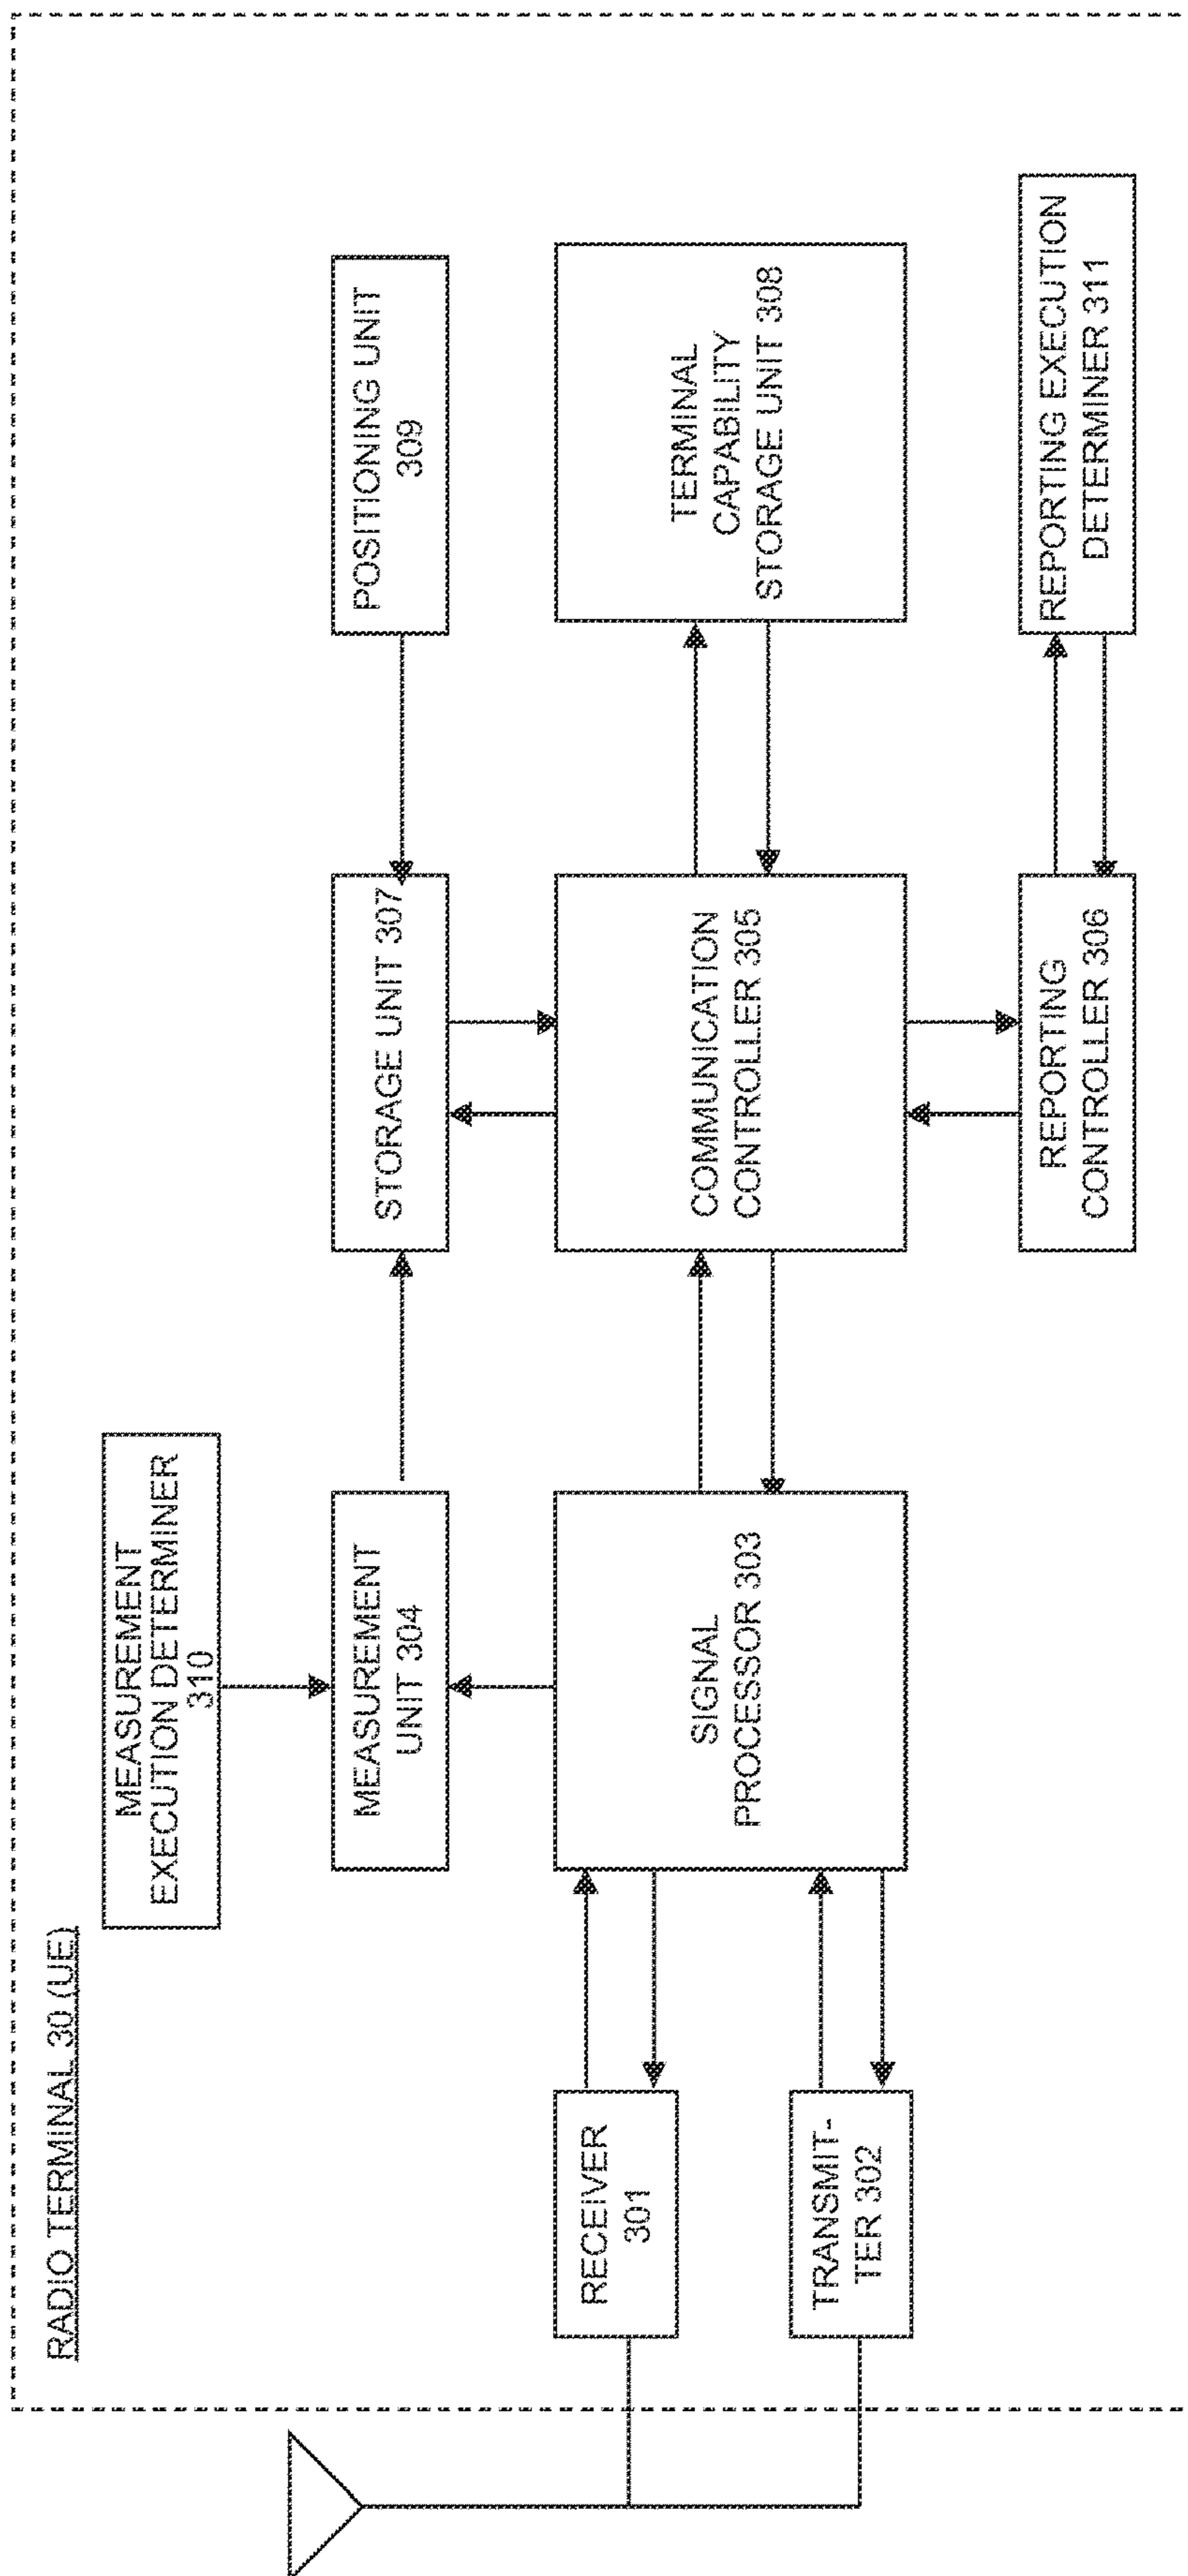 RADIO TERMINAL 30 (UE)
MEASUREMENT
EXECUTION DETERMINER
310
MEASUREMENT
UNIT 304
STORAGE UNIT 307
POSITIONING UNIT
309
RECEIVER
301
TRANSMIT-
TER 302
SIGNAL
PROCESSOR 303
COMMUNICATION
CONTROLLER 305
TERMINAL
CAPABILITY
STORAGE UNIT 308
REPORTING
CONTROLLER 306
REPORTING EXECUTION
DETERMINER 311